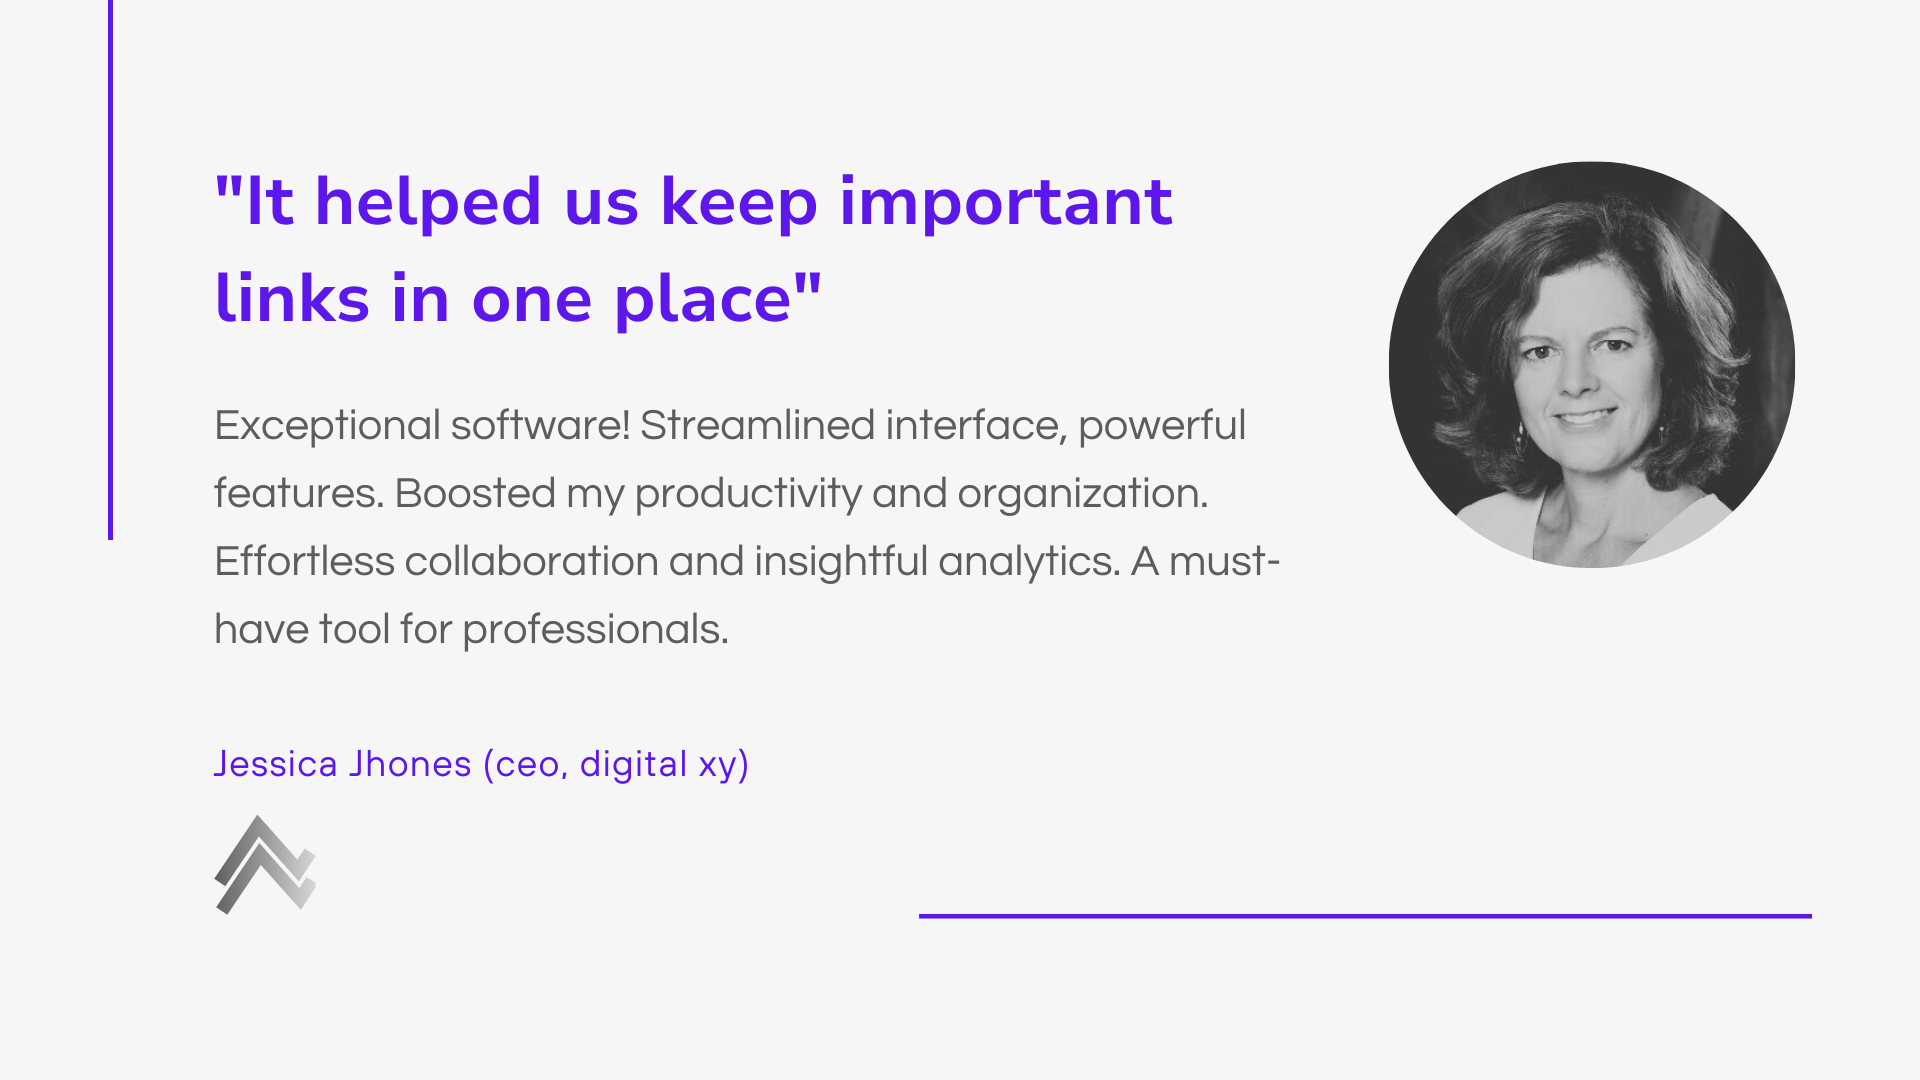 "It helped us keep important
links in one place"
Exceptional software! Streamlined interface, powerful
features. Boosted my productivity and organization.
Effortless collaboration and insightful analytics. A must-
have tool for professionals.
Jessica Jhones (ceo, digital xy)